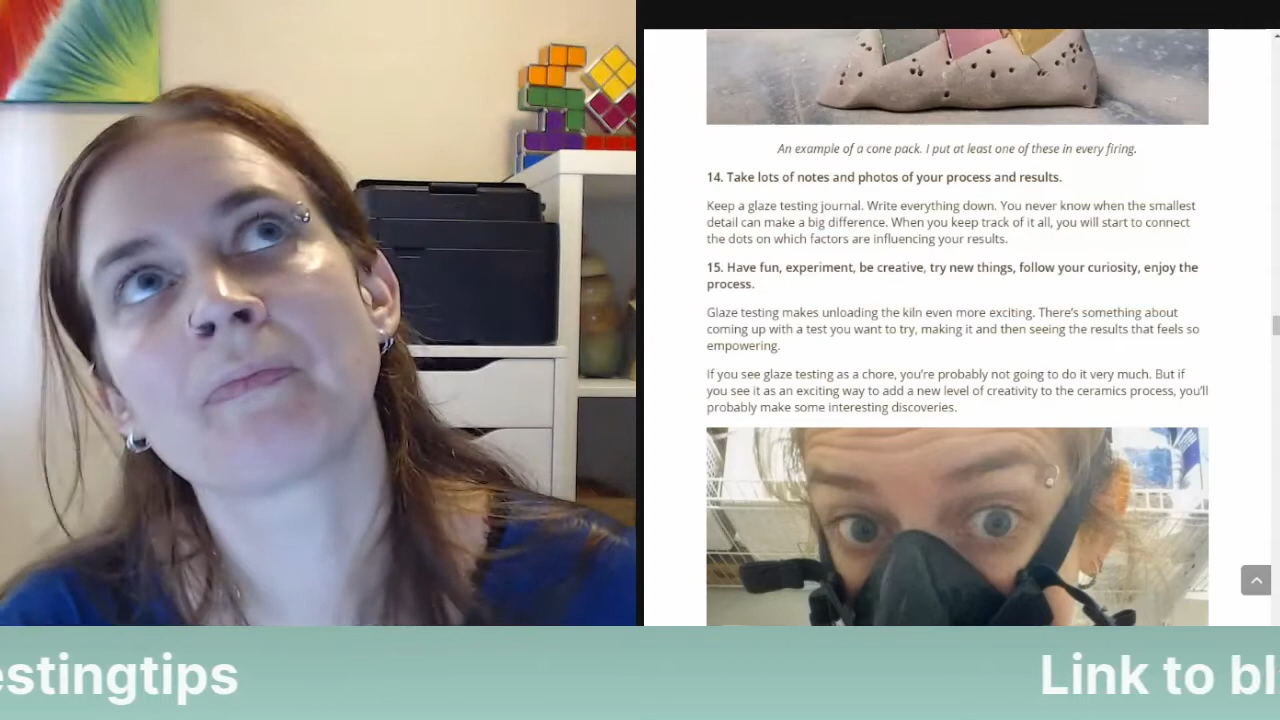 An example of a cone pack. I put at least one of these in every firing.
14. Take lots of notes and photos of your process and results.
Keep a glaze testing journal. Write everything down. You never know when the smallest
detail can make a big difference. When you keep track of it all, you will start to connect
the dots on which factors are influencing your results.
15. Have fun, experiment, be creative, try new things, follow your curiosity, enjoy the
process.
Glaze testing makes unloading the kiln even more exciting. There's something about
coming up with a test you want to try, making it and then seeing the results that feels so
empowering.
If you see glaze testing as a chore, you're probably not going to do it very much. But if
you see it as an exciting way to add a new level of creativity to the ceramics process, you'll
probably make some interesting discoveries.
estingtips
Link to bl